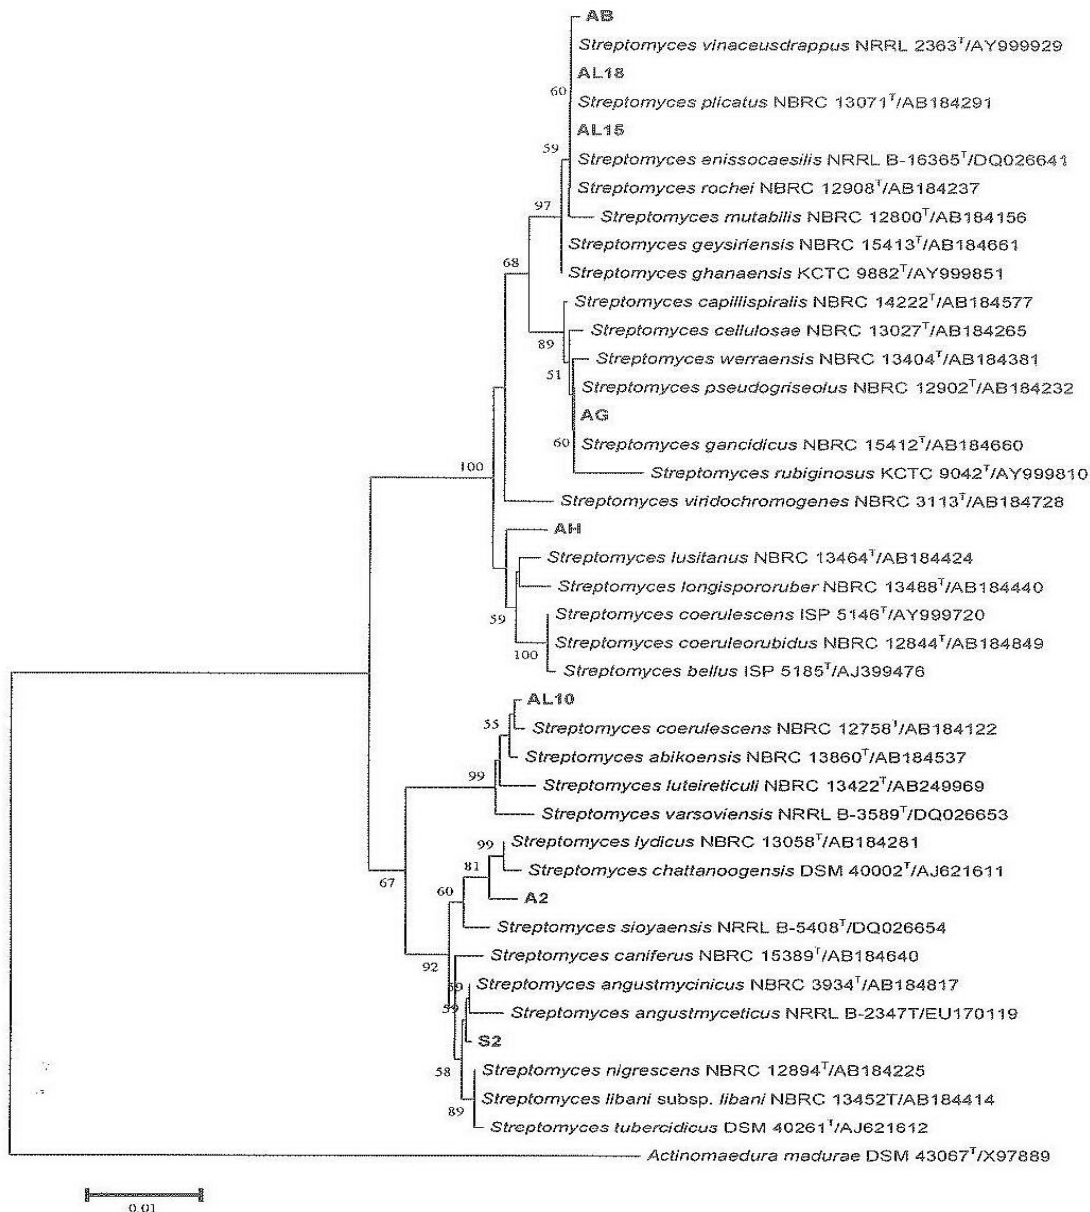 AB
Streptomyces vinaceusdrappus NRRL 2363ᵀ/AY999929
AL18
60
Streptomyces plicatus NBRC 13071ᵀ/AB184291
AL15
59
Streptomyces enissocaesilis NRRL B-16365ᵀ/DQ026641
Streptomyces rochei NBRC 12908ᵀ/AB184237
97
Streptomyces mutabilis NBRC 12800ᵀ/AB184156
Streptomyces geysiriensis NBRC 15413ᵀ/AB184661
68
Streptomyces ghanaensis KCTC 9882ᵀ/AY999851
Streptomyces capillispiralis NBRC 14222ᵀ/AB184577
Streptomyces cellulosae NBRC 13027ᵀ/AB184265
89
Streptomyces werraensis NBRC 13404ᵀ/AB184381
51
Streptomyces pseudogriseolus NBRC 12902ᵀ/AB184232
AG
60
Streptomyces gancidicus NBRC 15412ᵀ/AB184660
100
Streptomyces rubiginosus KCTC 9042ᵀ/AY999810
Streptomyces viridochromogenes NBRC 3113ᵀ/AB184728
AH
Streptomyces lusitanus NBRC 13464ᵀ/AB184424
Streptomyces longispororuber NBRC 13488ᵀ/AB184440
Streptomyces coerulescens ISP 5146ᵀ/AY999720
59
Streptomyces coeruleorubidus NBRC 12844ᵀ/AB184849
100
Streptomyces bellus ISP 5185ᵀ/AJ399476
AL10
55
Streptomyces coerulescens NBRC 12758ᵀ/AB184122
Streptomyces abikoensis NBRC 13860ᵀ/AB184537
99
Streptomyces luteireticuli NBRC 13422ᵀ/AB249969
Streptomyces varsoviensis NRRL B-3589ᵀ/DQ026653
99
Streptomyces lydicus NBRC 13058ᵀ/AB184281
81
Streptomyces chattanoogensis DSM 40002ᵀ/AJ621611
67
60
A2
Streptomyces sioyaensis NRRL B-5408ᵀ/DQ026654
Streptomyces caniferus NBRC 15389ᵀ/AB184640
92
Streptomyces angustmycinicus NBRC 3934ᵀ/AB184817
59
Streptomyces angustmyceticus NRRL B-2347T/EU170119
S2
58
Streptomyces nigrescens NBRC 12894ᵀ/AB184225
Streptomyces libani subsp. libani NBRC 13452T/AB184414
89
Streptomyces tubercidicus DSM 40261ᵀ/AJ621612
Actinomaedura madurae DSM 43067ᵀ/X97889
0.01